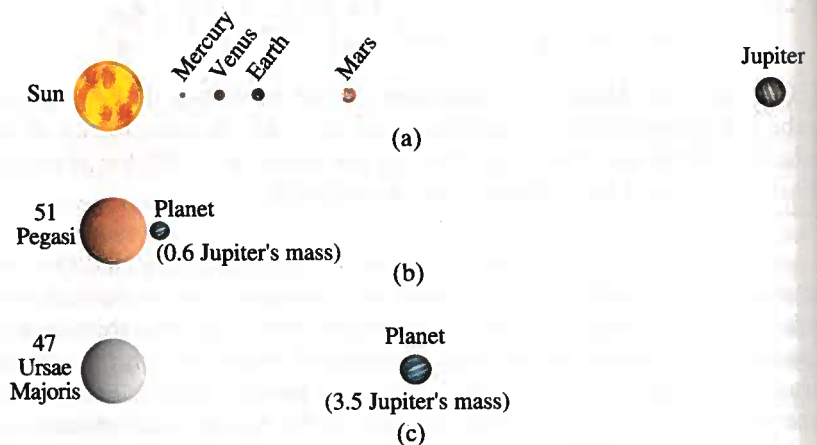 Sun
Mercury
Venus
Earth
Mars
Jupiter
(a)
51
Pegasi
Planet
(0.6 Jupiter's mass)
(b)
47
Ursae
Majoris
Planet
(3.5 Jupiter's mass)
(c)